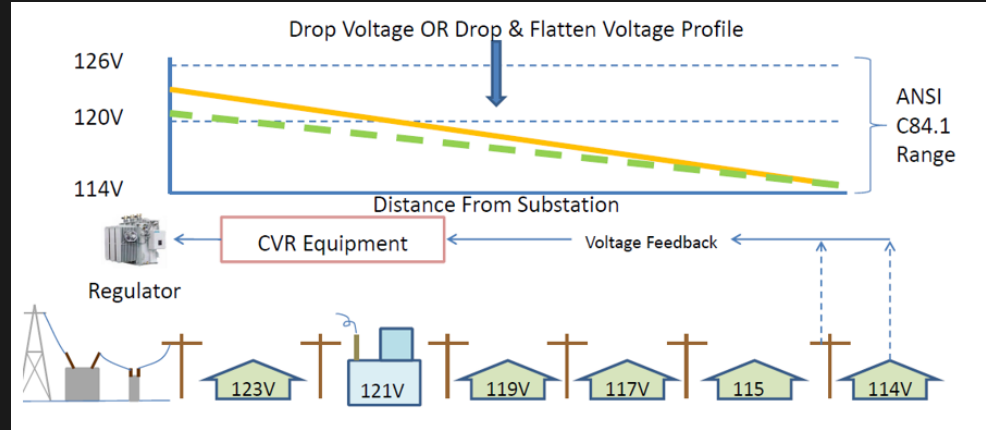 Drop Voltage OR Drop & Flatten Voltage Profile
126V
120V
114V
ANSI
C84.1
Range
Distance From Substation
CVR Equipment
Voltage Feedback
Regulator
123V
121V
119V
117V
115
114V